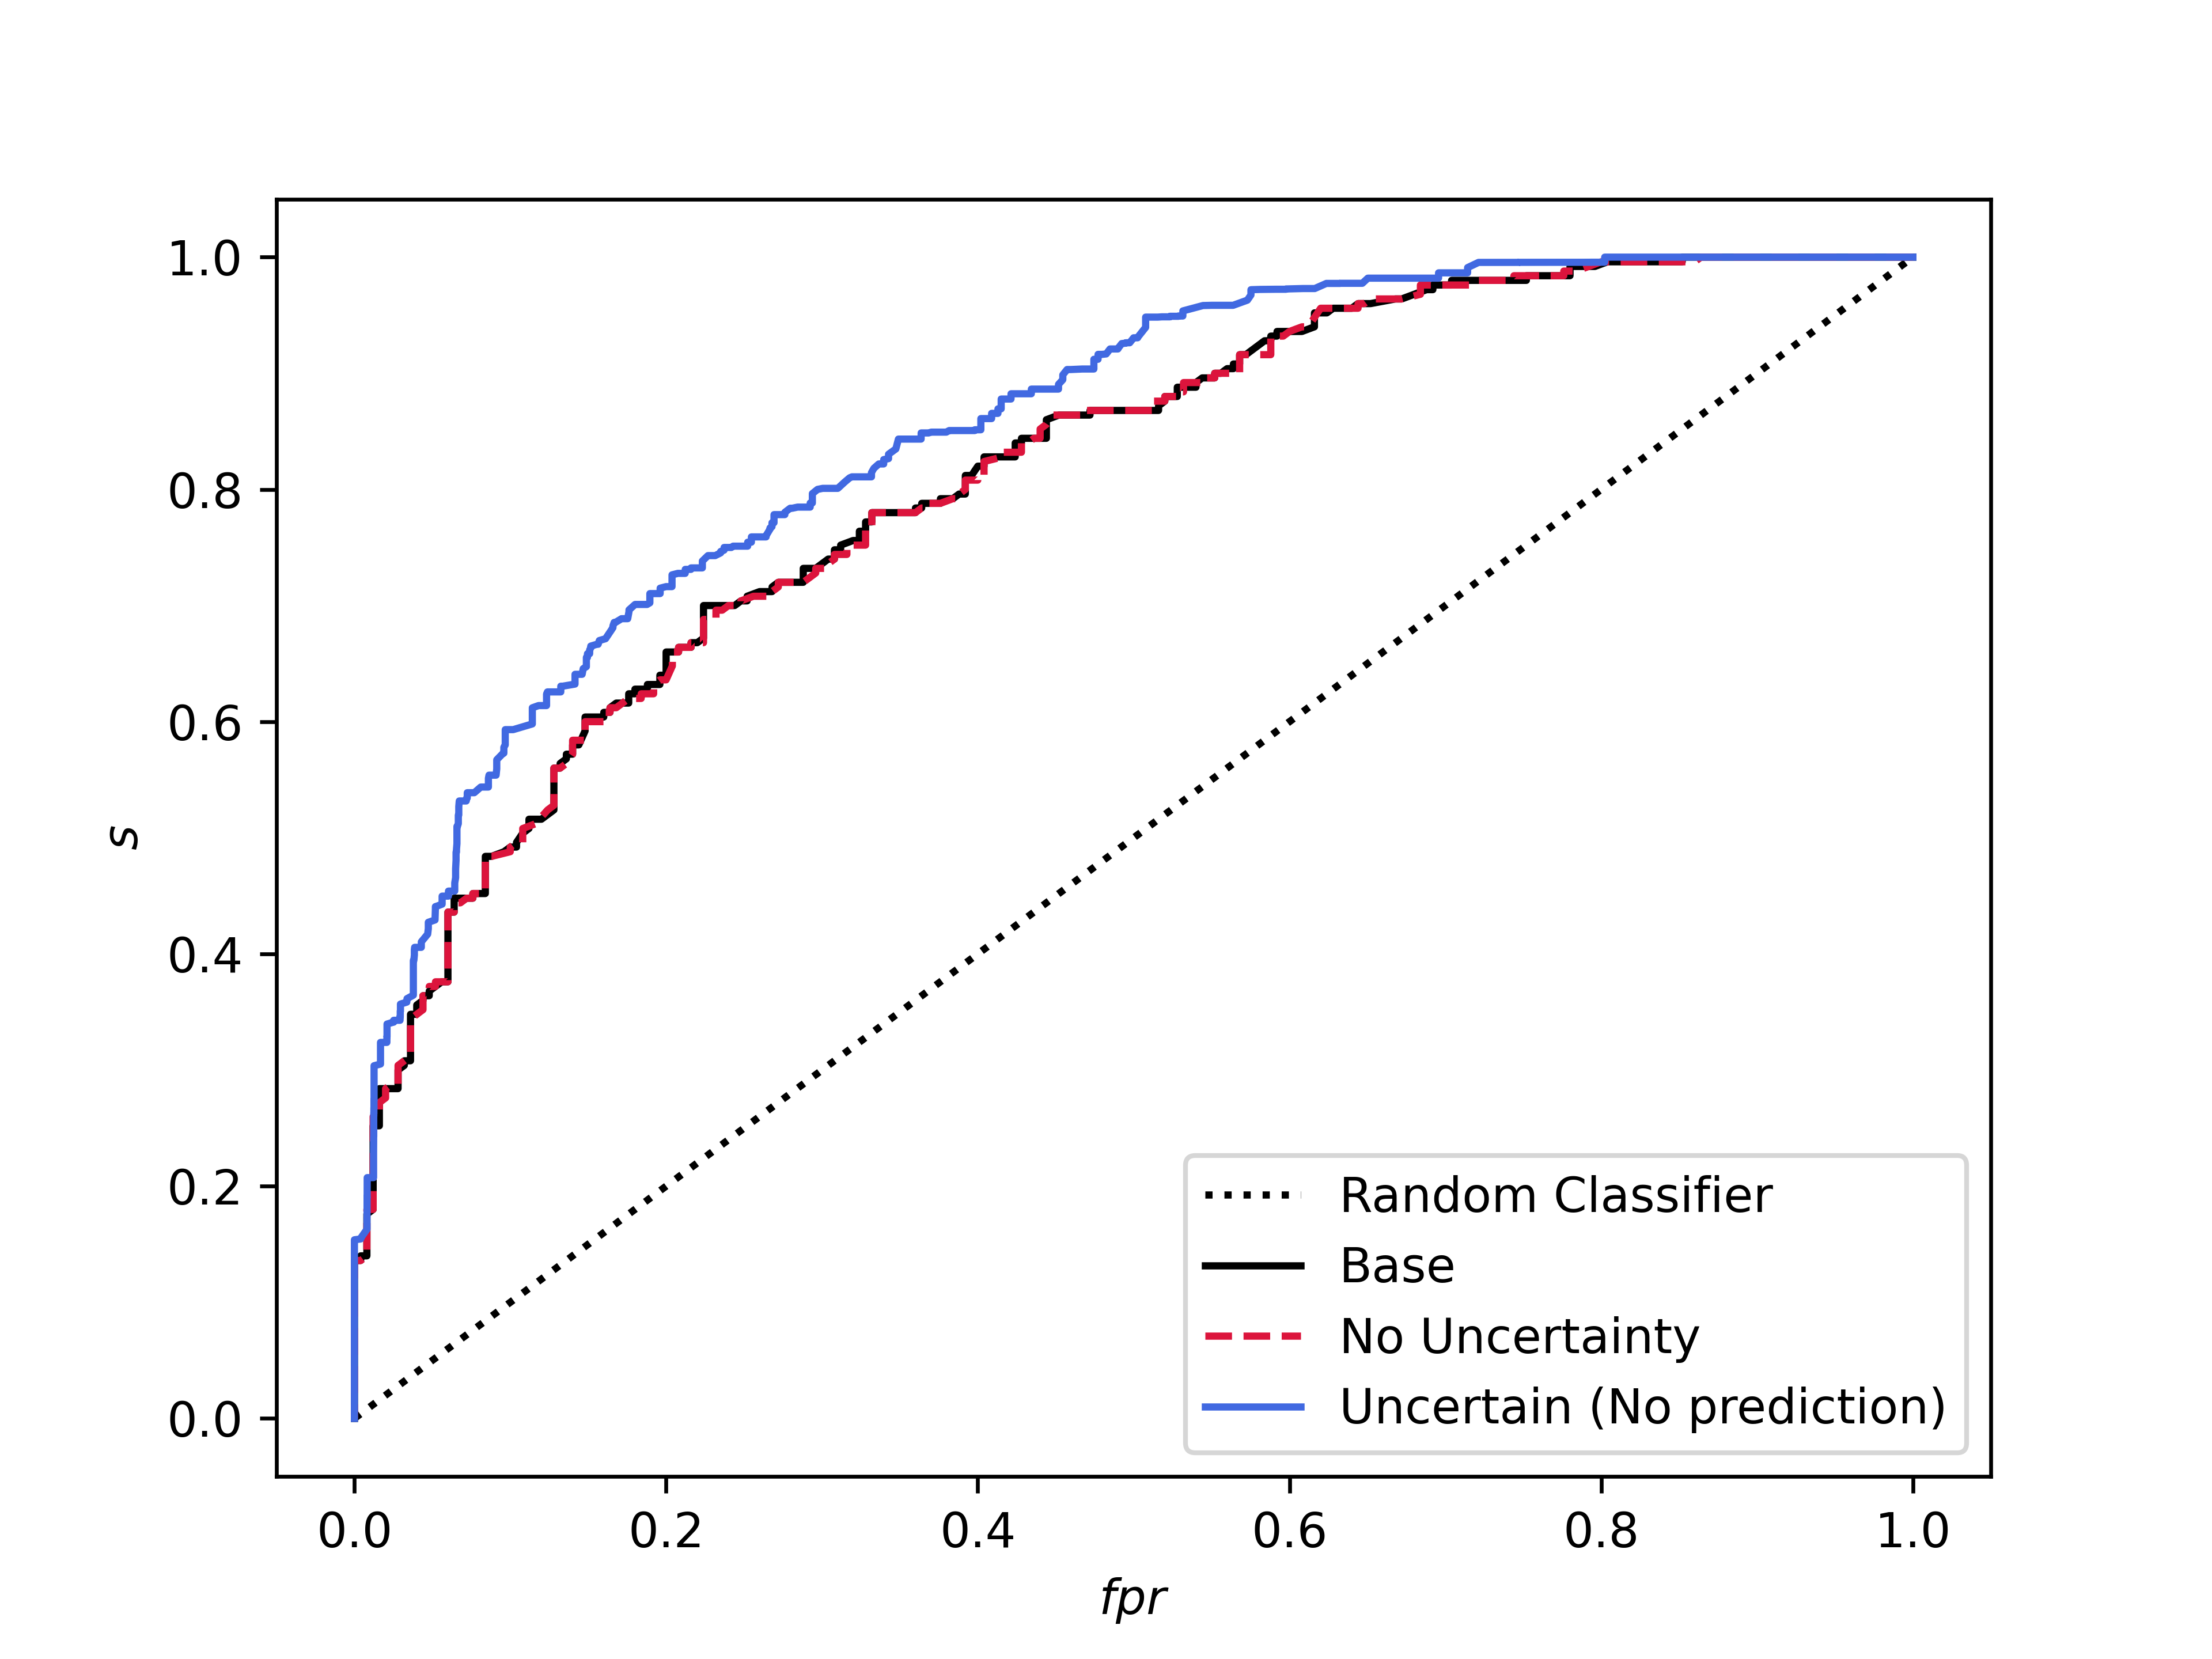 1.0
0.8
0.6
0.4
0.2
0.0
s
0.0 0.2 0.4 0.6 0.8 1.0
fpr
Random Classifier
Base
No Uncertainty
Uncertain (No prediction)